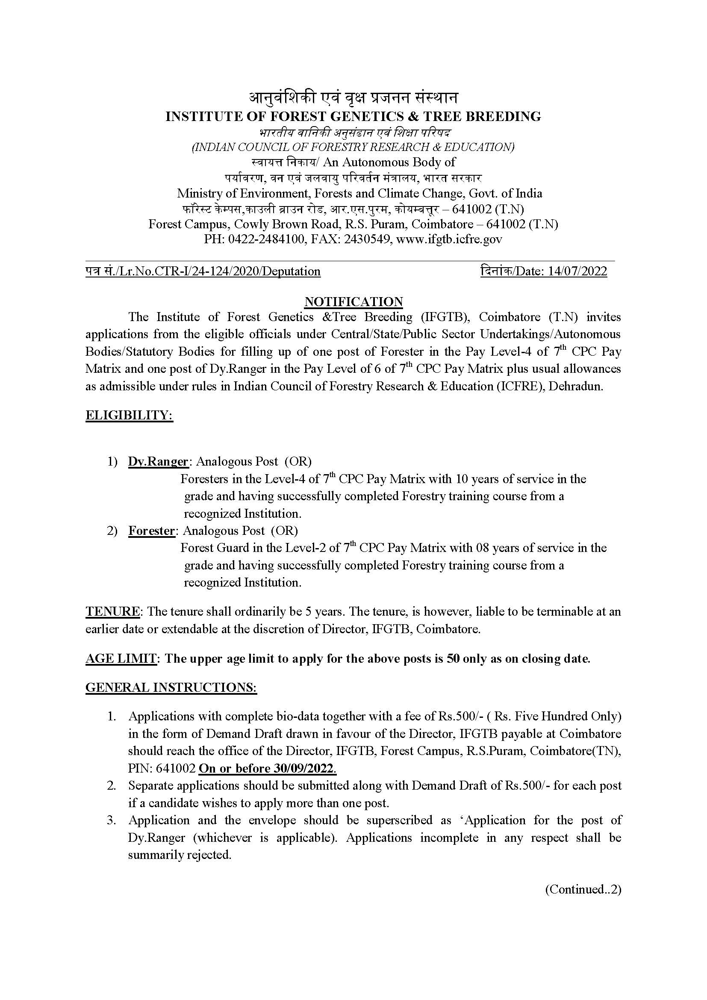 आनुवंशिकी एवं वृक्ष प्रजनन संस्थान
INSTITUTE OF FOREST GENETICS & TREE BREEDING
भारतीय वानिकी अनुसंढान एवं शिक्षा परिषद
(INDIAN COUNCIL OF FORESTRY RESEARCH & EDUCATION)
स्वायत्त निकाय/ An Autonomous Body of
पर्यावरण, वन एवं जलवायु परिवर्तन मंत्रालय, भारत सरकार
Ministry of Environment, Forests and Climate Change, Govt. of India
फॉरेस्ट केम्पस,काउली ब्राउन रोड, आर.एस.पुरम, कोयम्बत्तूर – 641002 (T.N)
Forest Campus, Cowly Brown Road, R.S. Puram, Coimbatore – 641002 (T.N)
PH: 0422-2484100, FAX: 2430549, www.ifgtb.icfre.gov
पत्र सं./Lr.No.CTR-I/24-124/2020/Deputation दिनांक/Date: 14/07/2022
NOTIFICATION
The Institute of Forest Genetics &Tree Breeding (IFGTB), Coimbatore (T.N) invites
applications from the eligible officials under Central/State/Public Sector Undertakings/Autonomous
Bodies/Statutory Bodies for filling up of one post of Forester in the Pay Level-4 of 7th CPC Pay
Matrix and one post of Dy.Ranger in the Pay Level of 6 of 7th CPC Pay Matrix plus usual allowances
as admissible under rules in Indian Council of Forestry Research & Education (ICFRE), Dehradun.
ELIGIBILITY:
1) Dy.Ranger: Analogous Post (OR)
Foresters in the Level-4 of 7th CPC Pay Matrix with 10 years of service in the
grade and having successfully completed Forestry training course from a
recognized Institution.
2) Forester: Analogous Post (OR)
Forest Guard in the Level-2 of 7th CPC Pay Matrix with 08 years of service in the
grade and having successfully completed Forestry training course from a
recognized Institution.
TENURE: The tenure shall ordinarily be 5 years. The tenure, is however, liable to be terminable at an
earlier date or extendable at the discretion of Director, IFGTB, Coimbatore.
AGE LIMIT: The upper age limit to apply for the above posts is 50 only as on closing date.
GENERAL INSTRUCTIONS:
1. Applications with complete bio-data together with a fee of Rs.500/- ( Rs. Five Hundred Only)
in the form of Demand Draft drawn in favour of the Director, IFGTB payable at Coimbatore
should reach the office of the Director, IFGTB, Forest Campus, R.S.Puram, Coimbatore(TN),
PIN: 641002 On or before 30/09/2022.
2. Separate applications should be submitted along with Demand Draft of Rs.500/- for each post
if a candidate wishes to apply more than one post.
3. Application and the envelope should be superscribed as ‘Application for the post of
Dy.Ranger (whichever is applicable). Applications incomplete in any respect shall be
summarily rejected.
(Continued..2)